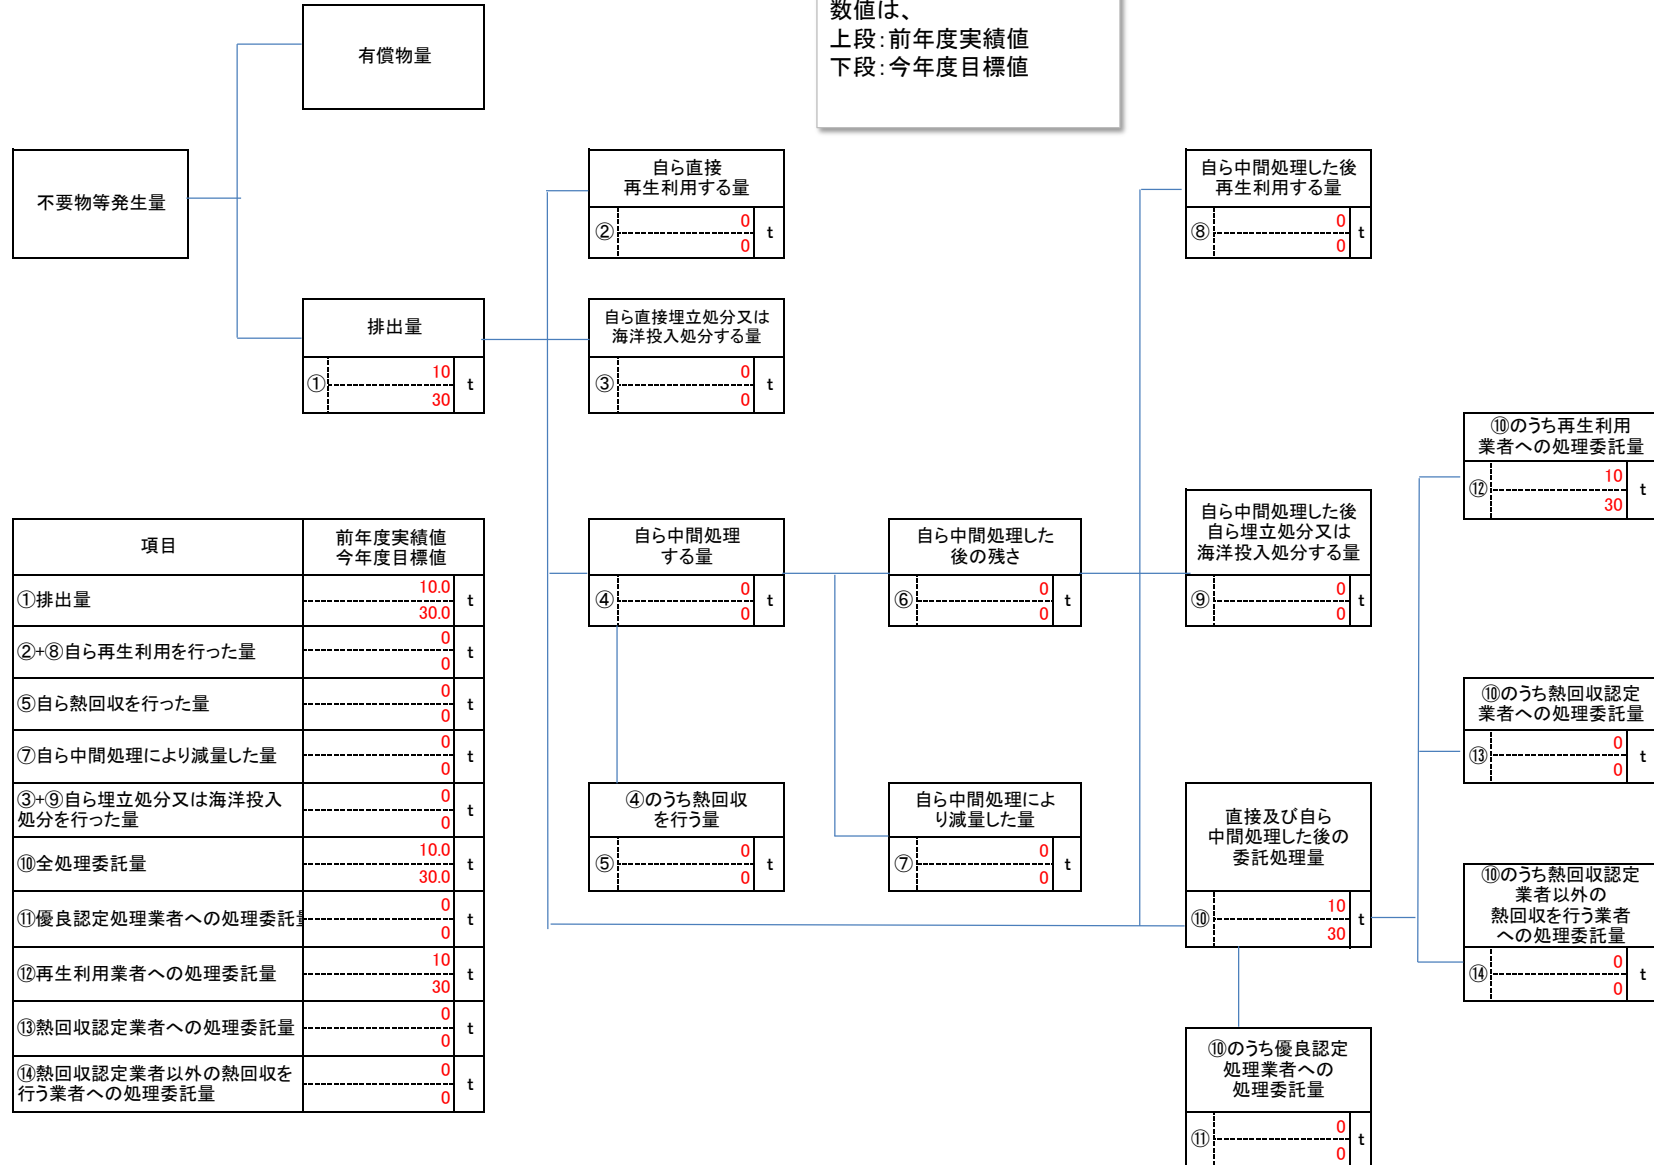 数値は、
上段：前年度実績値
下段：今年度目標値
有償物量
不要物等発生量
自ら直接
再生利用する量
②
0
0
t
自ら中間処理した後
再生利用する量
⑧
0
0
t
排出量
①
10
30
t
自ら直接埋立処分又は
海洋投入処分する量
③
0
0
t
⑩のうち再生利用
業者への処理委託量
⑫
10
30
t
自ら中間処理
する量
④
0
0
t
自ら中間処理した
後の残さ
⑥
0
0
t
自ら中間処理した後
自ら埋立処分又は
海洋投入処分する量
⑨
0
0
t
⑩のうち熱回収認定
業者への処理委託量
⑬
0
0
t
④のうち熱回収
を行う量
⑤
0
0
t
自ら中間処理によ
り減量した量
⑦
0
0
t
直接及び自ら
中間処理した後の
委託処理量
⑩
10
30
t
⑩のうち熱回収認定
業者以外の
熱回収を行う業者
への処理委託量
⑭
0
0
t
⑩のうち優良認定
処理業者への
処理委託量
⑪
0
0
t
項目
前年度実績値
今年度目標値
①排出量
10.0
30.0
t
②+⑧自ら再生利用を行った量
0
0
t
⑤自ら熱回収を行った量
0
0
t
⑦自ら中間処理により減量した量
0
0
t
③+⑨自ら埋立処分又は海洋投入
処分を行った量
0
0
t
⑩全処理委託量
10.0
30.0
t
⑪優良認定処理業者への処理委託量
0
0
t
⑫再生利用業者への処理委託量
10
30
t
⑬熱回収認定業者への処理委託量
0
0
t
⑭熱回収認定業者以外の熱回収を
行う業者への処理委託量
0
0
t